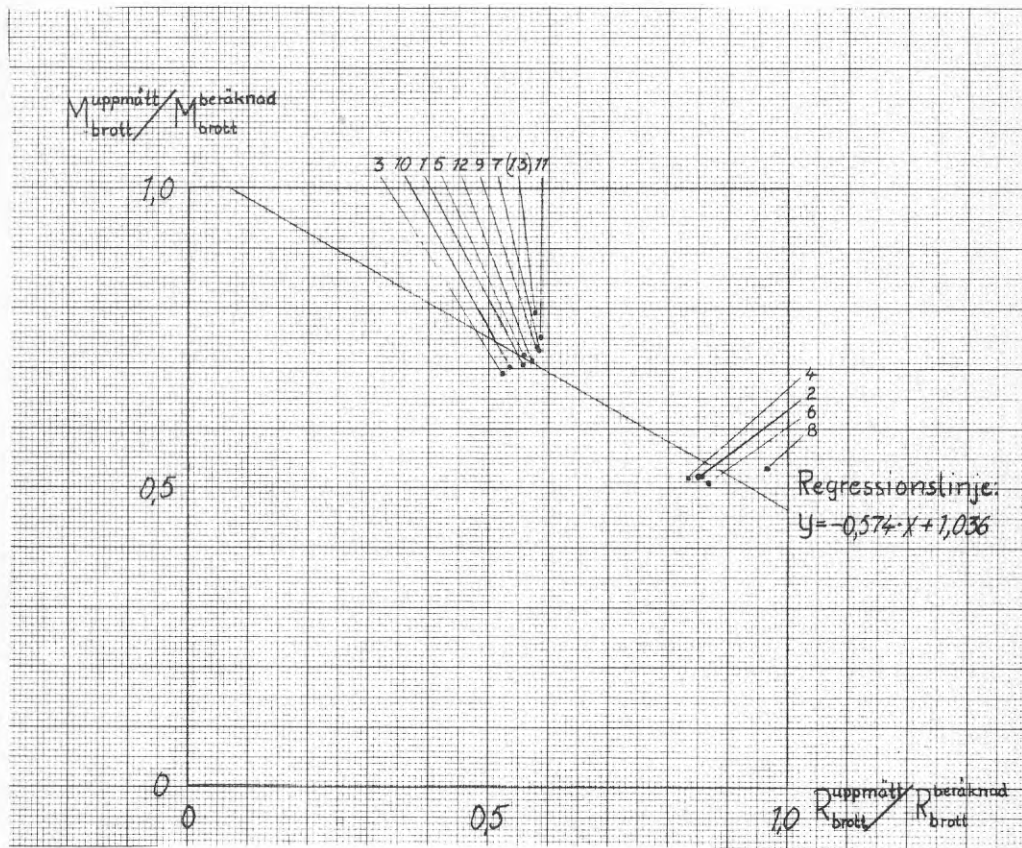 M uppmätt brott / M beräknad brott
3 10 1 5 12 9 7 (13) 11
1,0
4
2
6
8
0,5
Regressionslinje:
y=-0,574·x+1,036
0
0 0,5 1,0
R uppmätt brott / R beräknad brott